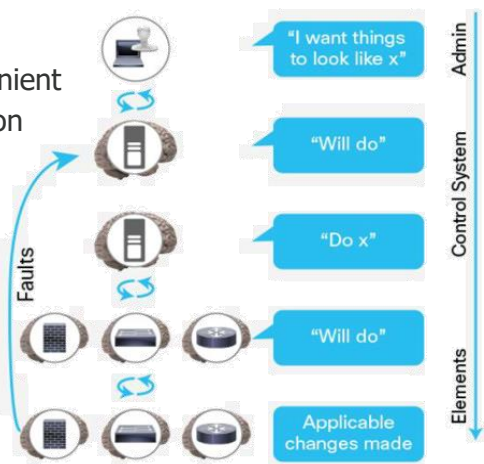 "I want things
to look like x"
nient
on
"Will do"
"Do x"
"Will do"
Applicable
changes made
Faults
Admin
Control System
Elements